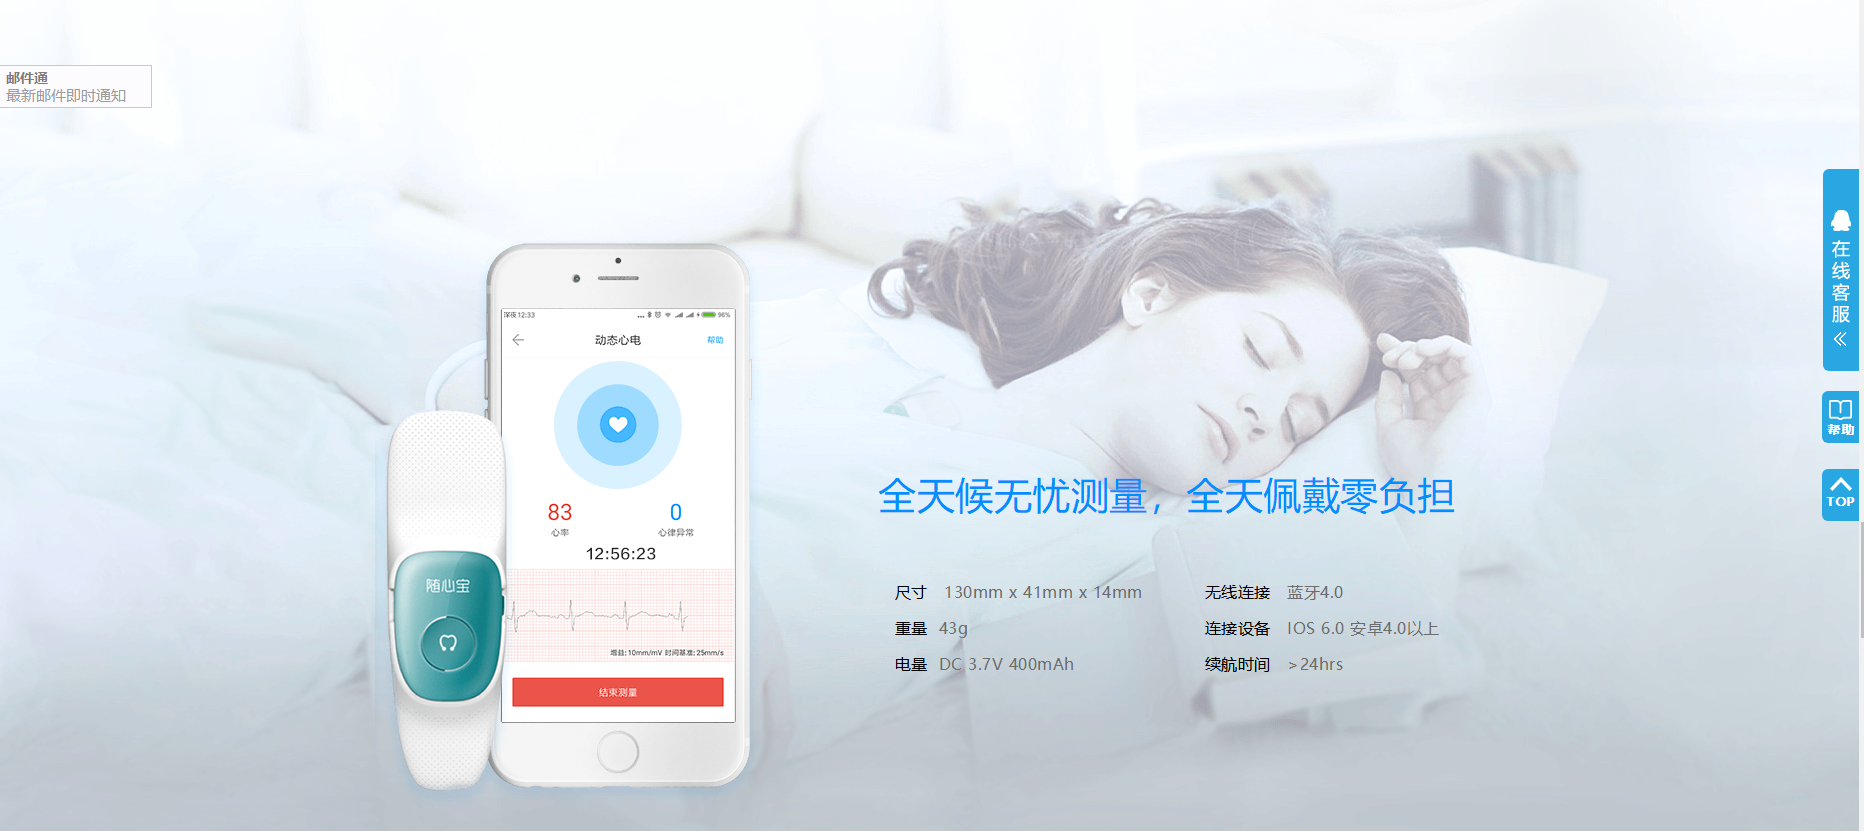 邮件通
最新邮件即时通知
深夜12:33
96%
动态心电
帮助
83
0
心率
心律异常
12:56:23
增益:10mm/mV 时间基准:25mm/s
结束测量
随心宝
全天候无忧测量，全天佩戴零负担
尺寸 130mm x 41mm x 14mm
无线连接 蓝牙4.0
重量 43g
连接设备 IOS 6.0 安卓4.0以上
电量 DC 3.7V 400mAh
续航时间 >24hrs
在线客服
帮助
TOP